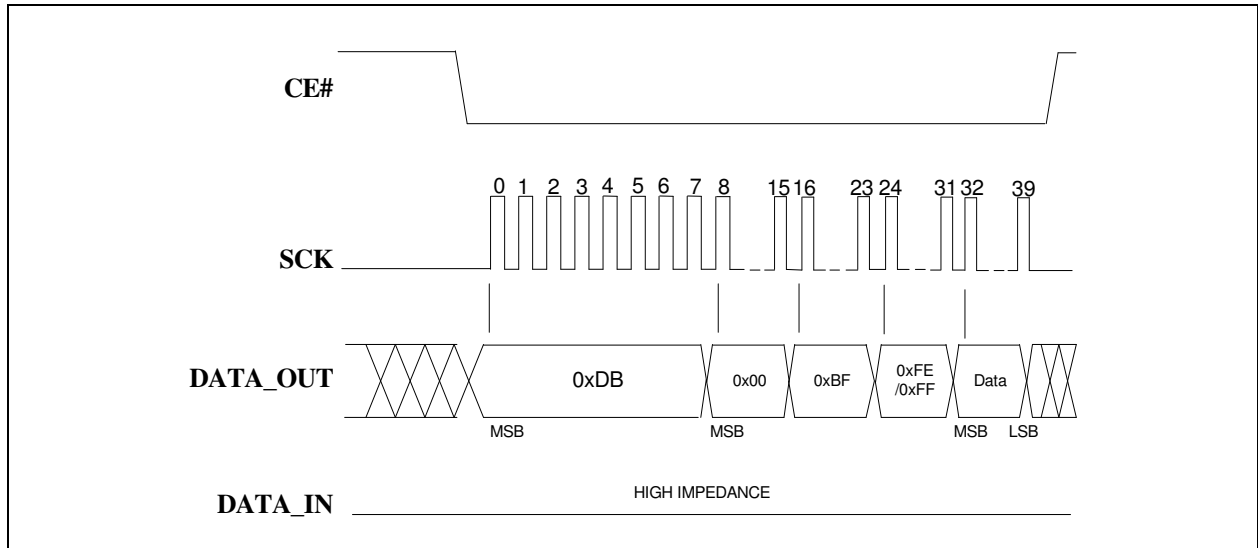 CE#
0 1 2 3 4 5 6 7 8 15 16 23 24 31 32 39
SCK
DATA_OUT
0xDB
0x00
0xBF
0xFE
/0xFF
Data
MSB
MSB
MSB
LSB
HIGH IMPEDANCE
DATA_IN